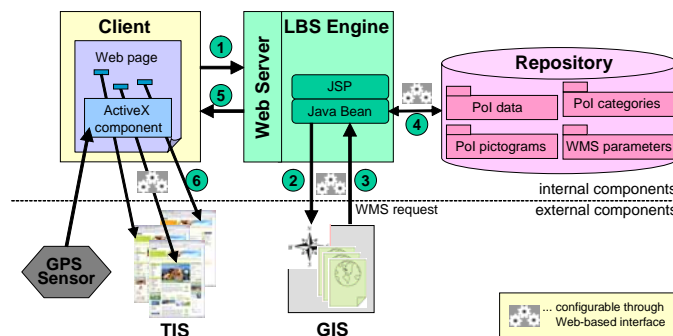 Client
Web page
ActiveX
component
1
5
Web Server
LBS Engine
JSP
Java Bean
4
Repository
PoI data
PoI categories
PoI pictograms
WMS parameters
6
2
3
WMS request
internal components
external components
GPS
Sensor
TIS
GIS
... configurable through
Web-based interface